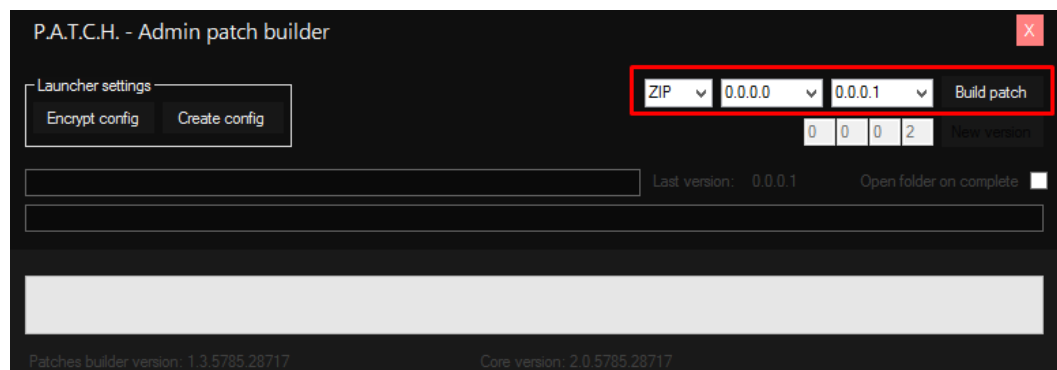 P.A.T.C.H. - Admin patch builder
X
Launcher settings
Encrypt config Create config
ZIP 0.0.0.0 0.0.0.1 Build patch
0 0 0 2 New version
Last version: 0.0.0.1 Open folder on complete
Patches builder version: 1.3.5785.28717 Core version: 2.0.5785.28717